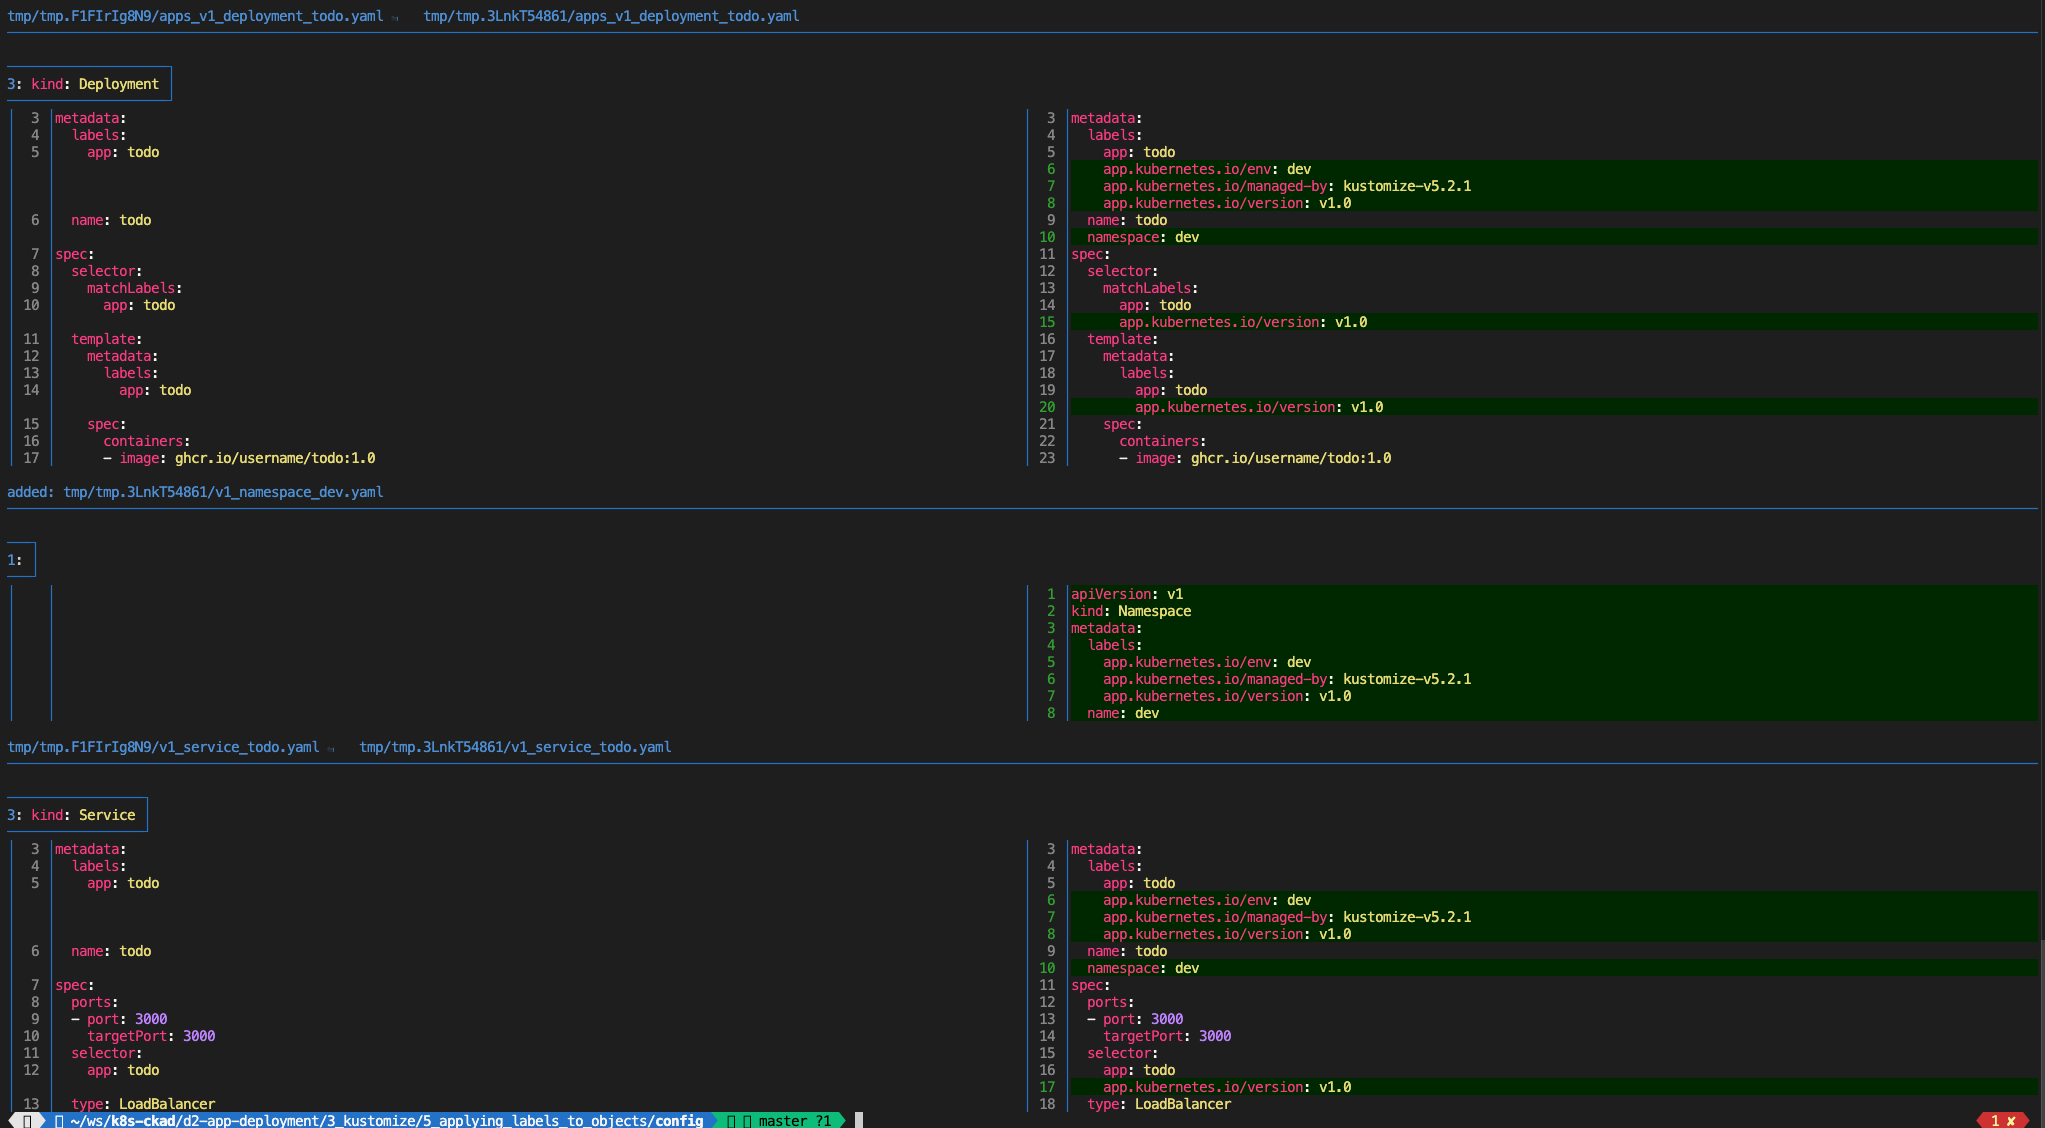 tmp/tmp.F1FIrIg8N9/apps_v1_deployment_todo.yaml tmp/tmp.3LnkT54861/apps_v1_deployment_todo.yaml
3: kind: Deployment
3 metadata: 3 metadata:
4 labels: 4 labels:
5 app: todo 5 app: todo
6 app.kubernetes.io/env: dev
7 app.kubernetes.io/managed-by: kustomize-v5.2.1
8 app.kubernetes.io/version: v1.0
6 name: todo 9 name: todo
10 namespace: dev
7 spec: 11 spec:
8 selector: 12 selector:
9 matchLabels: 13 matchLabels:
10 app: todo 14 app: todo
15 app.kubernetes.io/version: v1.0
11 template: 16 template:
12 metadata: 17 metadata:
13 labels: 18 labels:
14 app: todo 19 app: todo
20 app.kubernetes.io/version: v1.0
15 spec: 21 spec:
16 containers: 22 containers:
17 - image: ghcr.io/username/todo:1.0 23 - image: ghcr.io/username/todo:1.0
added: tmp/tmp.3LnkT54861/v1_namespace_dev.yaml
1:
1 apiVersion: v1
2 kind: Namespace
3 metadata:
4 labels:
5 app.kubernetes.io/env: dev
6 app.kubernetes.io/managed-by: kustomize-v5.2.1
7 app.kubernetes.io/version: v1.0
8 name: dev
tmp/tmp.F1FIrIg8N9/v1_service_todo.yaml tmp/tmp.3LnkT54861/v1_service_todo.yaml
3: kind: Service
3 metadata: 3 metadata:
4 labels: 4 labels:
5 app: todo 5 app: todo
6 app.kubernetes.io/env: dev
7 app.kubernetes.io/managed-by: kustomize-v5.2.1
8 app.kubernetes.io/version: v1.0
6 name: todo 9 name: todo
10 namespace: dev
7 spec: 11 spec:
8 ports: 12 ports:
9 - port: 3000 13 - port: 3000
10 targetPort: 3000 14 targetPort: 3000
11 selector: 15 selector:
12 app: todo 16 app: todo
17 app.kubernetes.io/version: v1.0
13 type: LoadBalancer 18 type: LoadBalancer
~/ws/k8s-ckad/d2-app-deployment/3_kustomize/5_applying_labels_to_objects/config master ?1 1 ✘